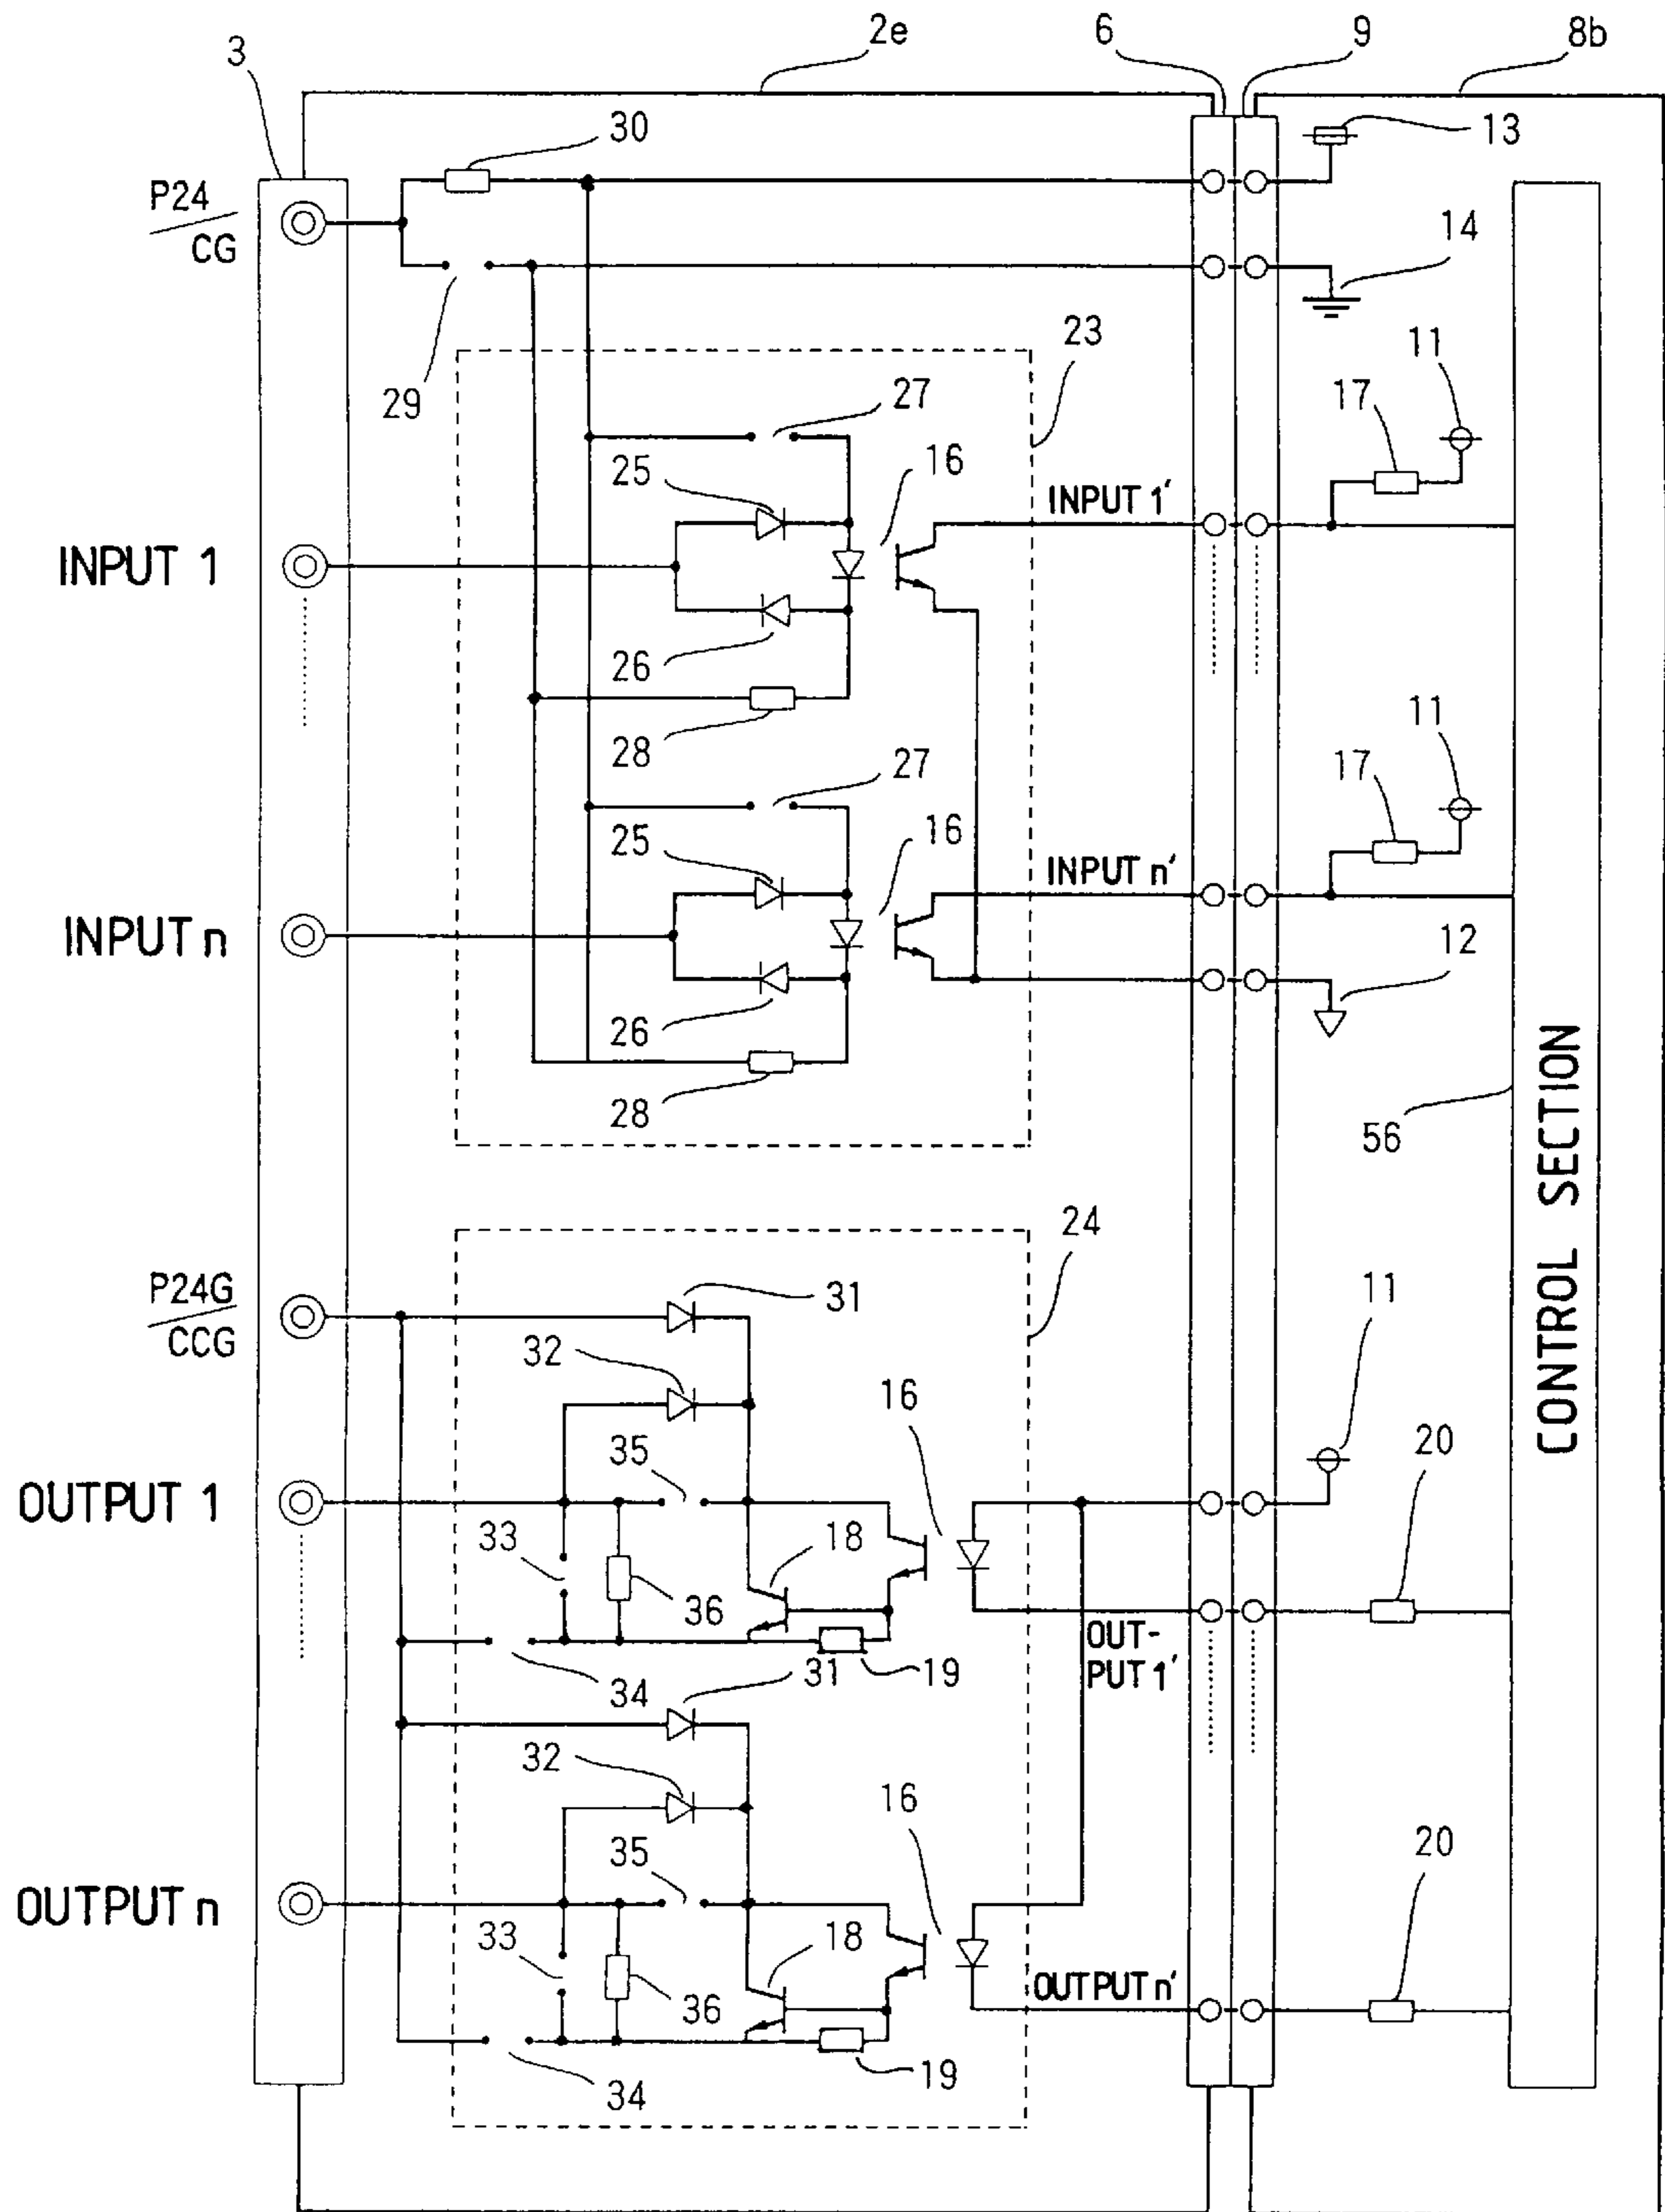 2e
6
9
8b
3
30
13
P24
CG
14
29
23
11
27
17
25
16
INPUT 1'
INPUT 1
26
28
11
27
17
25
16
INPUT n'
INPUT n
12
26
28
56
CONTROL SECTION
24
P24G
CCG
31
11
32
16
20
35
OUTPUT 1
18
33
36
OUT-
PUT 1'
19
34
31
32
16
20
35
OUTPUT n
18
33
OUTPUT n'
36
19
34